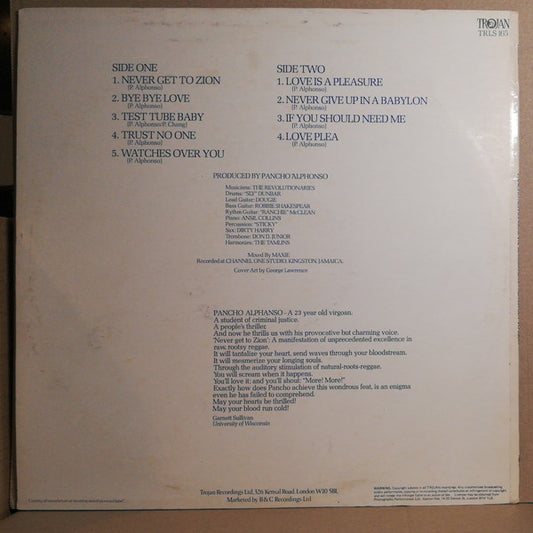 TROJAN
TRLS 165
SIDE ONE
1. NEVER GET TO ZION
(P. Alphonso)
2. BYE BYE LOVE
(P. Alphonso)
3. TEST TUBE BABY
(P. Alphonso/P. Chung)
4. TRUST NO ONE
(P. Alphonso)
5. WATCHES OVER YOU
(P. Alphonso)
SIDE TWO
1. LOVE IS A PLEASURE
(P. Alphonso)
2. NEVER GIVE UP IN A BABYLON
(P. Alphonso)
3. IF YOU SHOULD NEED ME
(P. Alphonso)
4. LOVE PLEA
(P. Alphonso)
PRODUCED BY PANCHO ALPHONSO
Musicians: THE REVOLUTIONARIES
Drums: "SLY" DUNBAR
Lead Guitar: DOUGIE
Bass Guitar: ROBBIE SHAKESPEAR
Rythm Guitar: "RANCHIE" McCLEAN
Piano: ANSIL COLLINS
Percussion: "STICKY"
Sax: DIRTY HARRY
Trombone: DON D. JUNIOR
Harmonies: THE TAMLINS
Mixed By MAXIE
Recorded at CHANNEL ONE STUDIO, KINGSTON, JAMAICA.
Cover Art by George Lawrence
PANCHO ALPHANSO – A 23 year old virgoan.
A student of criminal justice.
A people's thriller.
And now he thrills us with his provocative but charming voice.
'Never get to Zion': A manifestation of unprecedented excellence in
raw, rootsy reggae.
It will tantalize your heart, send waves through your bloodstream.
It will mesmerize your longing souls.
Through the auditory stimulation of natural-roots-reggae.
You will scream when it happens.
You'll love it; and you'll shout: "More! More!"
Exactly how Pancho achieve this wondrous feat, is an enigma
even he has failed to comprehend.
May your hearts be thrilled!
May your blood run cold!
Garnett Sullivan
University of Wisconsin
Trojan Recordings Ltd, 326 Kensal Road, London W10 5BL
Marketed by B & C Recordings Ltd